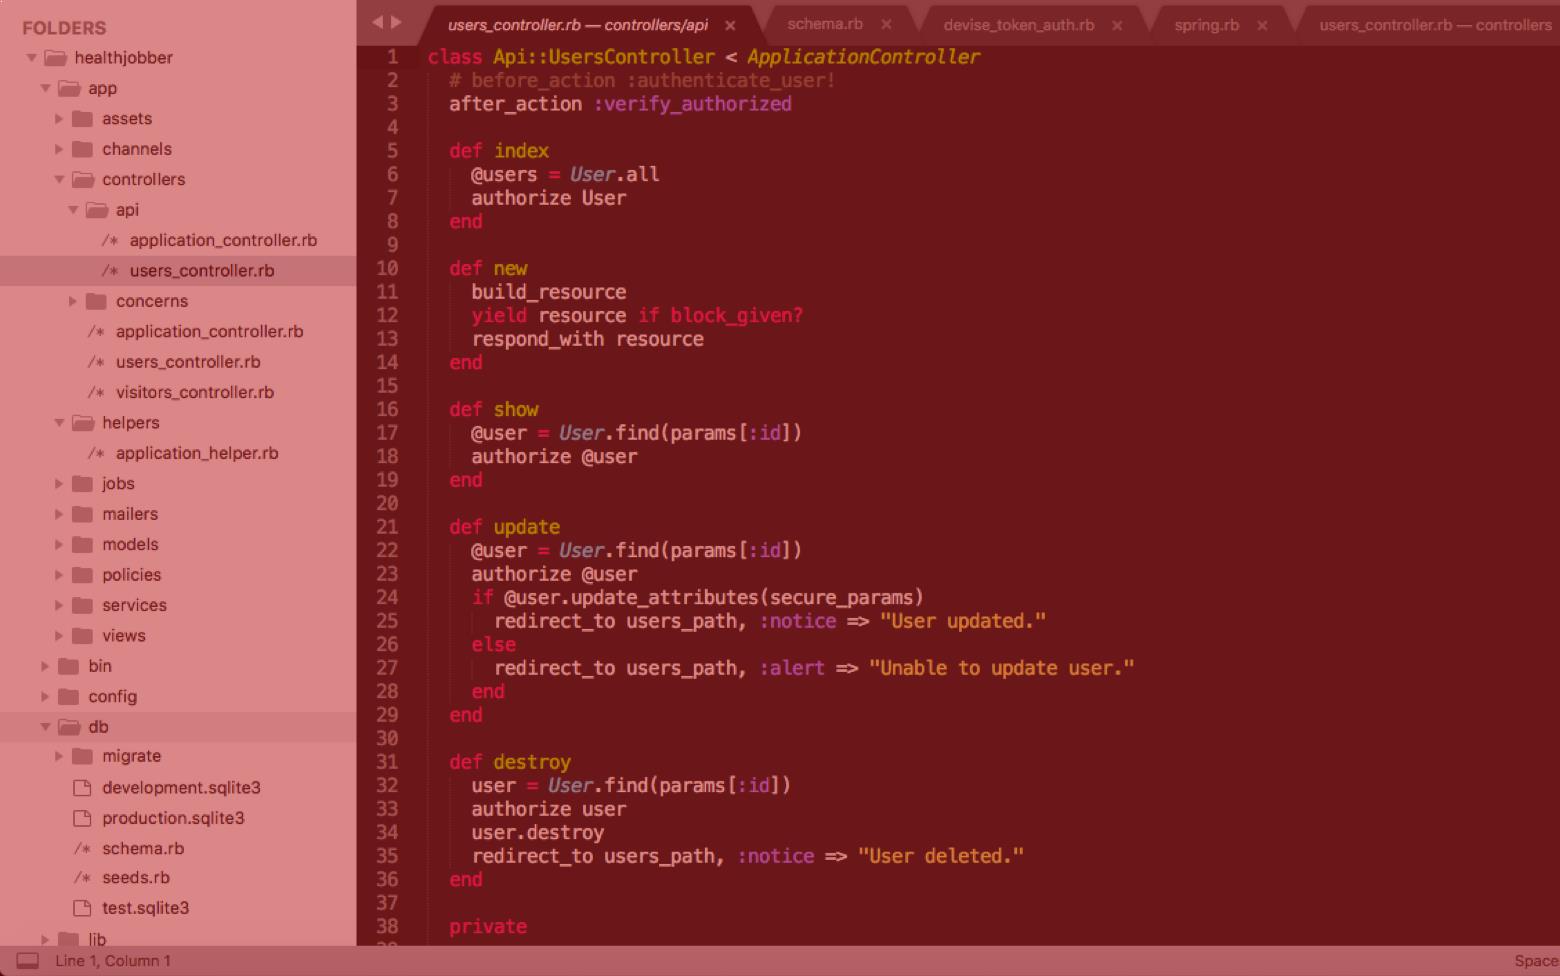 FOLDERS
healthjobber
app
assets
channels
controllers
api
/* application_controller.rb
/* users_controller.rb
concerns
/* application_controller.rb
/* users_controller.rb
/* visitors_controller.rb
helpers
/* application_helper.rb
jobs
mailers
models
policies
services
views
bin
config
db
migrate
development.sqlite3
production.sqlite3
/* schema.rb
/* seeds.rb
test.sqlite3
lib
users_controller.rb — controllers/api × schema.rb × devise_token_auth.rb × spring.rb × users_controller.rb — controllers
1 class Api::UsersController < ApplicationController
2 # before_action :authenticate_user!
3 after_action :verify_authorized
4
5 def index
6 @users = User.all
7 authorize User
8 end
9
10 def new
11 build_resource
12 yield resource if block_given?
13 respond_with resource
14 end
15
16 def show
17 @user = User.find(params[:id])
18 authorize @user
19 end
20
21 def update
22 @user = User.find(params[:id])
23 authorize @user
24 if @user.update_attributes(secure_params)
25 redirect_to users_path, :notice => "User updated."
26 else
27 redirect_to users_path, :alert => "Unable to update user."
28 end
29 end
30
31 def destroy
32 user = User.find(params[:id])
33 authorize user
34 user.destroy
35 redirect_to users_path, :notice => "User deleted."
36 end
37
38 private
Line 1, Column 1
Space